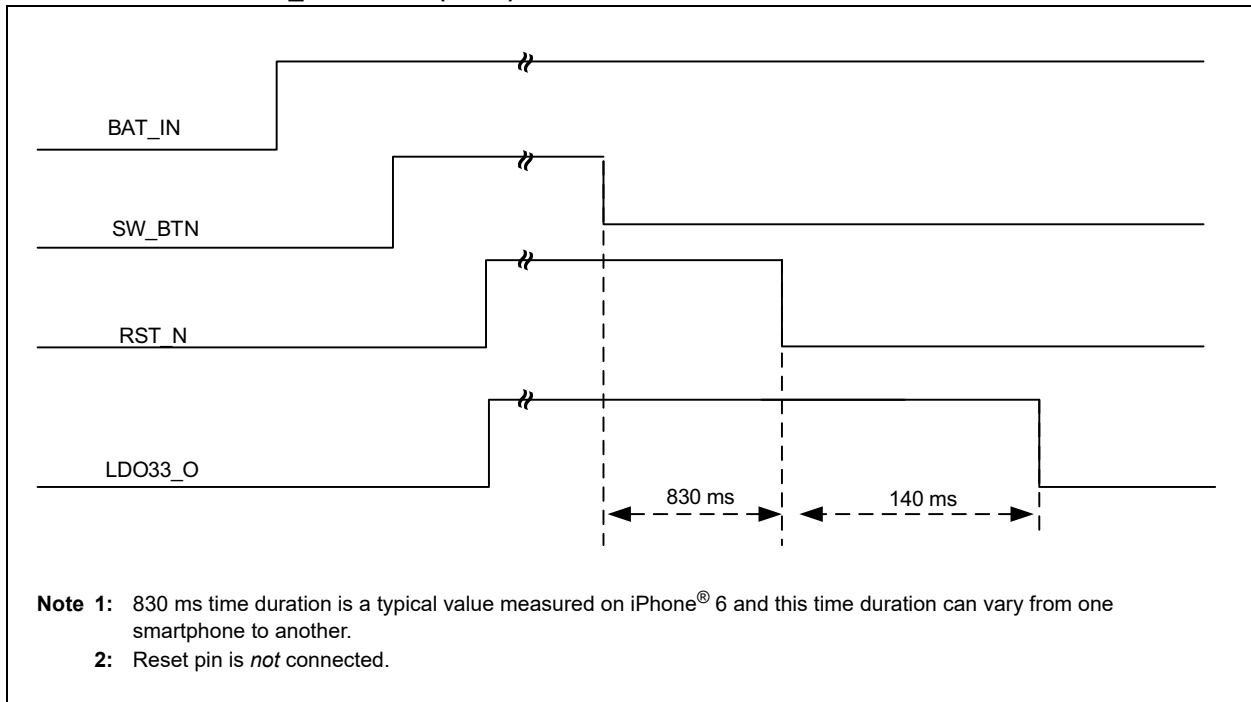 BAT_IN
SW_BTN
RST_N
LDO33_O
830 ms
140 ms
Note 1: 830 ms time duration is a typical value measured on iPhone® 6 and this time duration can vary from one
smartphone to another.
2: Reset pin is not connected.